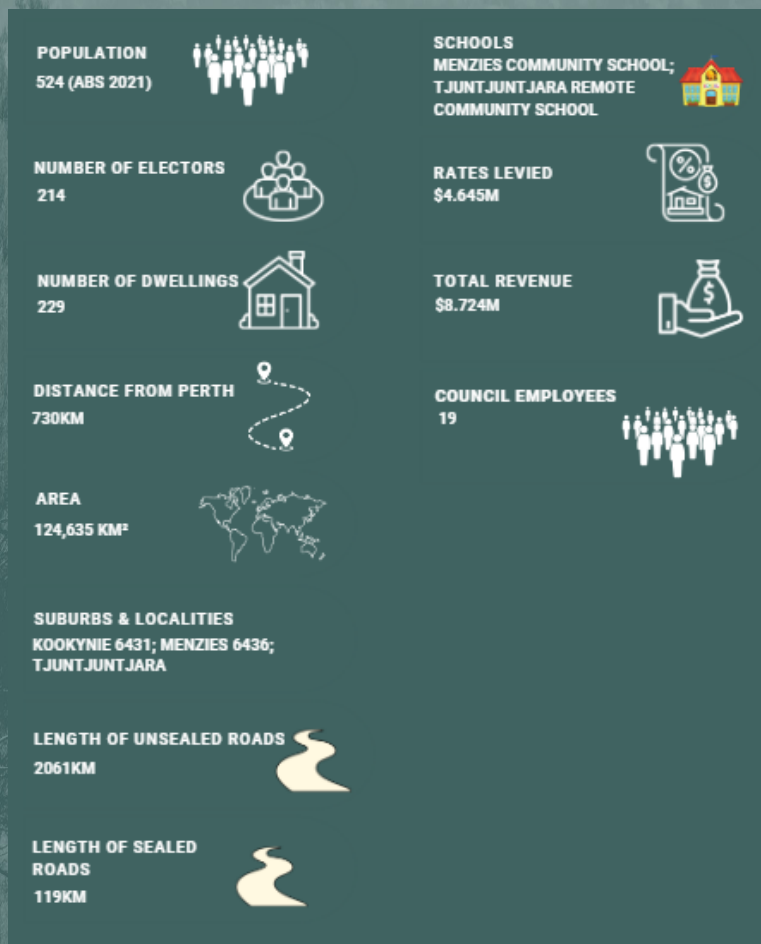 POPULATION
524 (ABS 2021)
NUMBER OF ELECTORS
214
NUMBER OF DWELLINGS
229
DISTANCE FROM PERTH
730KM
AREA
124,635 KM²
SUBURBS & LOCALITIES
KOOKYNIE 6431; MENZIES 6436;
TJUNTJUNTJARA
LENGTH OF UNSEALED ROADS
2061KM
LENGTH OF SEALED
ROADS
119KM
SCHOOLS
MENZIES COMMUNITY SCHOOL;
TJUNTJUNTJARA REMOTE
COMMUNITY SCHOOL
RATES LEVIED
$4.645M
%
$
TOTAL REVENUE
$8.724M
$
COUNCIL EMPLOYEES
19